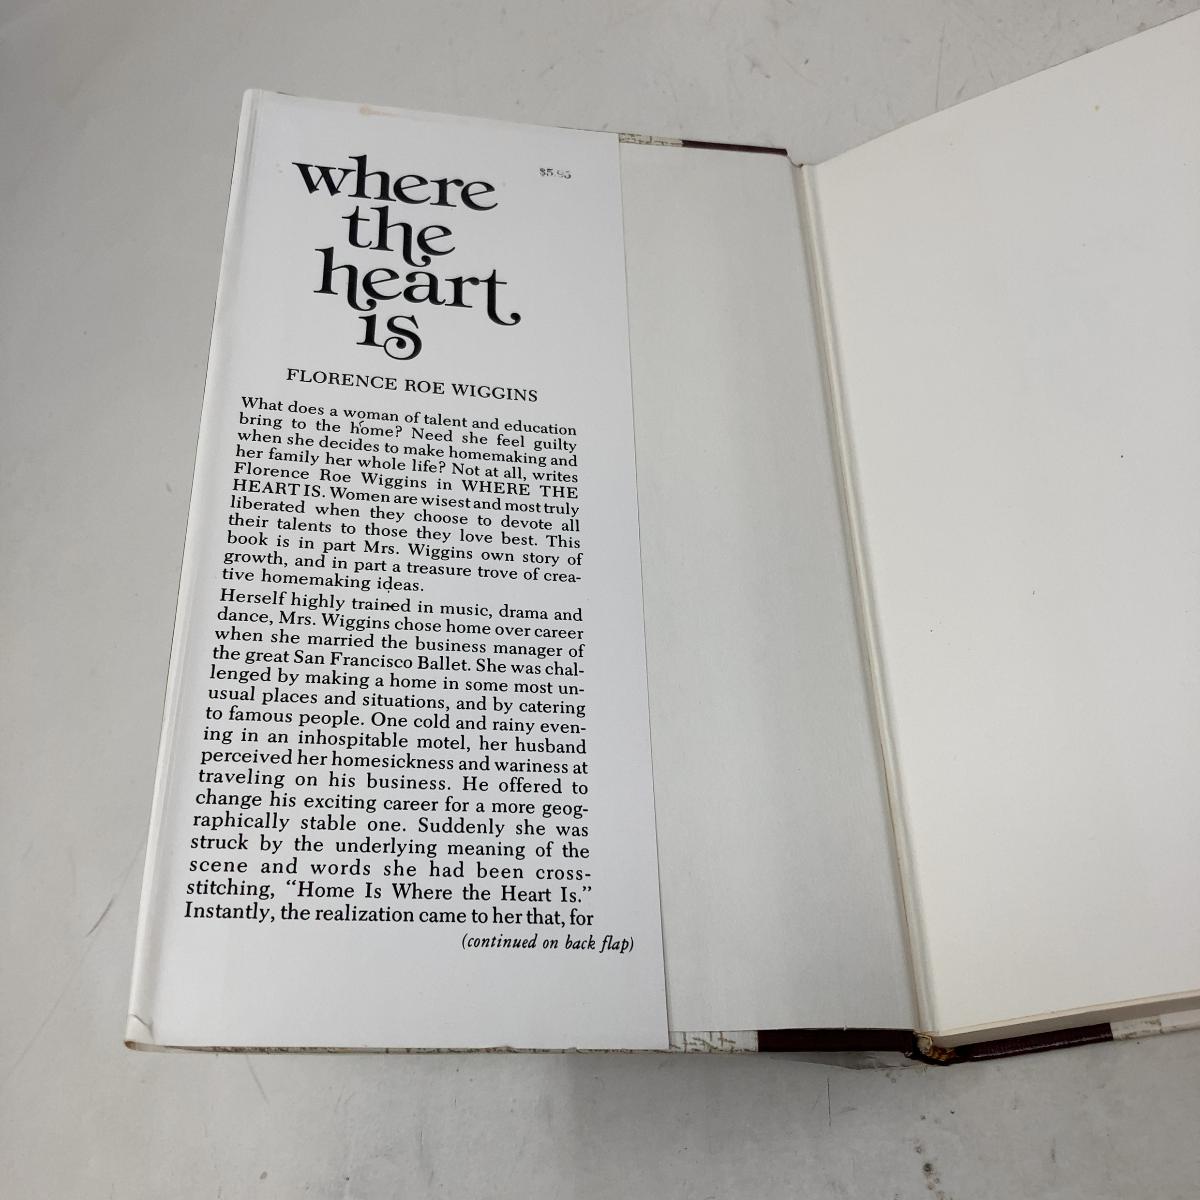 where
$5.95
the
heart
is
FLORENCE ROE WIGGINS
What does a woman of talent and education
bring to the home? Need she feel guilty
when she decides to make homemaking and
her family her whole life? Not at all, writes
Florence Roe Wiggins in WHERE THE
HEART IS. Women are wisest and most truly
liberated when they choose to devote all
their talents to those they love best. This
book is in part Mrs. Wiggins own story of
growth, and in part a treasure trove of crea-
tive homemaking ideas.
Herself highly trained in music, drama and
dance, Mrs. Wiggins chose home over career
when she married the business manager of
the great San Francisco Ballet. She was chal-
lenged by making a home in some most un-
usual places and situations, and by catering
to famous people. One cold and rainy even-
ing in an inhospitable motel, her husband
perceived her homesickness and wariness at
traveling on his business. He offered to
change his exciting career for a more geog-
raphically stable one. Suddenly she was
struck by the underlying meaning of the
scene and words she had been cross-
stitching, “Home Is Where the Heart Is.”
Instantly, the realization came to her that, for
(continued on back flap)